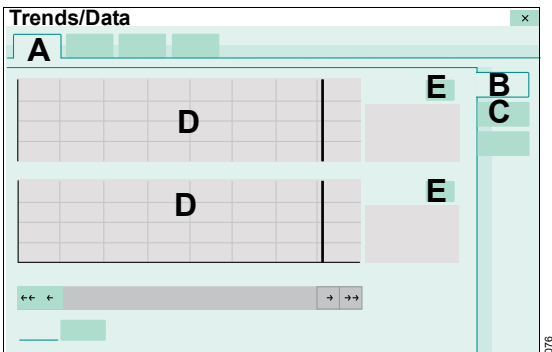 Trends/Data ×
A
E B
D C
E
D
←← ← → →→
076